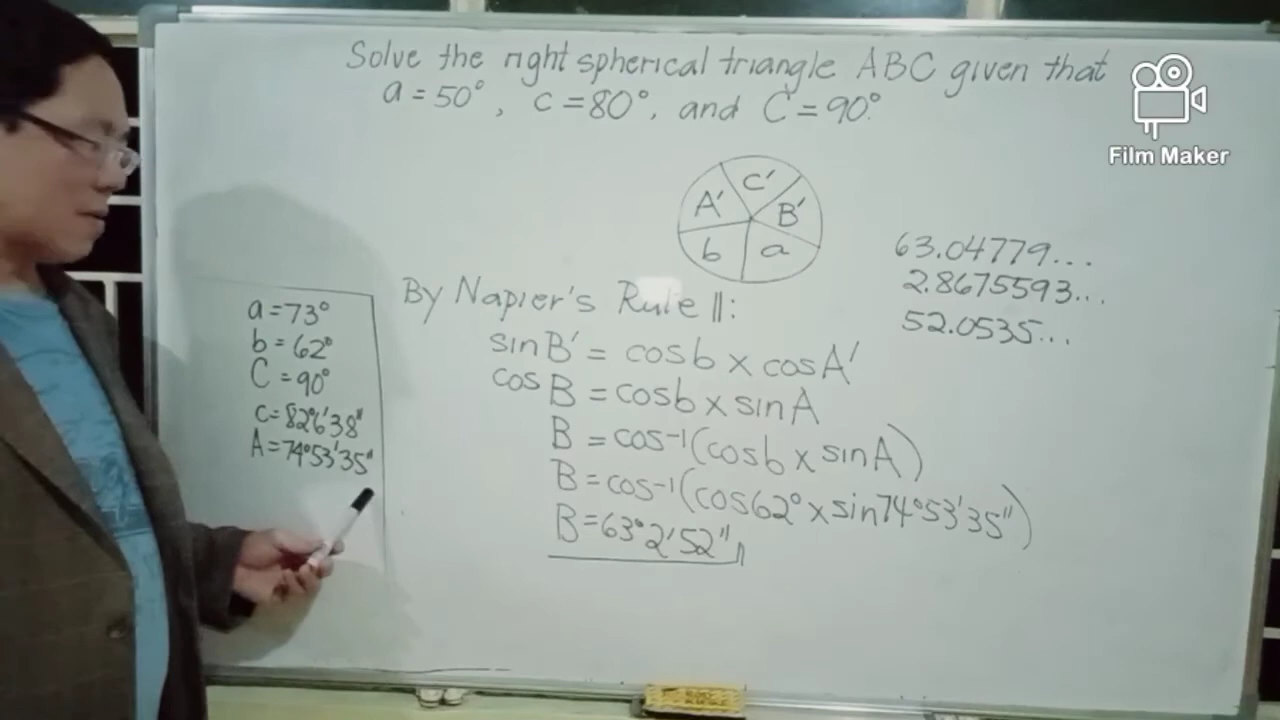 Solve the right spherical triangle ABC given that
a = 50°, c = 80°, and C = 90°.
Film Maker
C'
A'
B'
b
a
63.04779...
2.8675593...
52.0535...
By Napier's Rule II:
sin B' = cos b x cos A'
cos B = cos b x sin A
B = cos⁻¹(cos b x sin A)
B = cos⁻¹(cos 62° x sin 74°53'35")
B = 63°2'52"
a = 73°
b = 62°
C = 90°
c = 82°6'38"
A = 74°53'35"